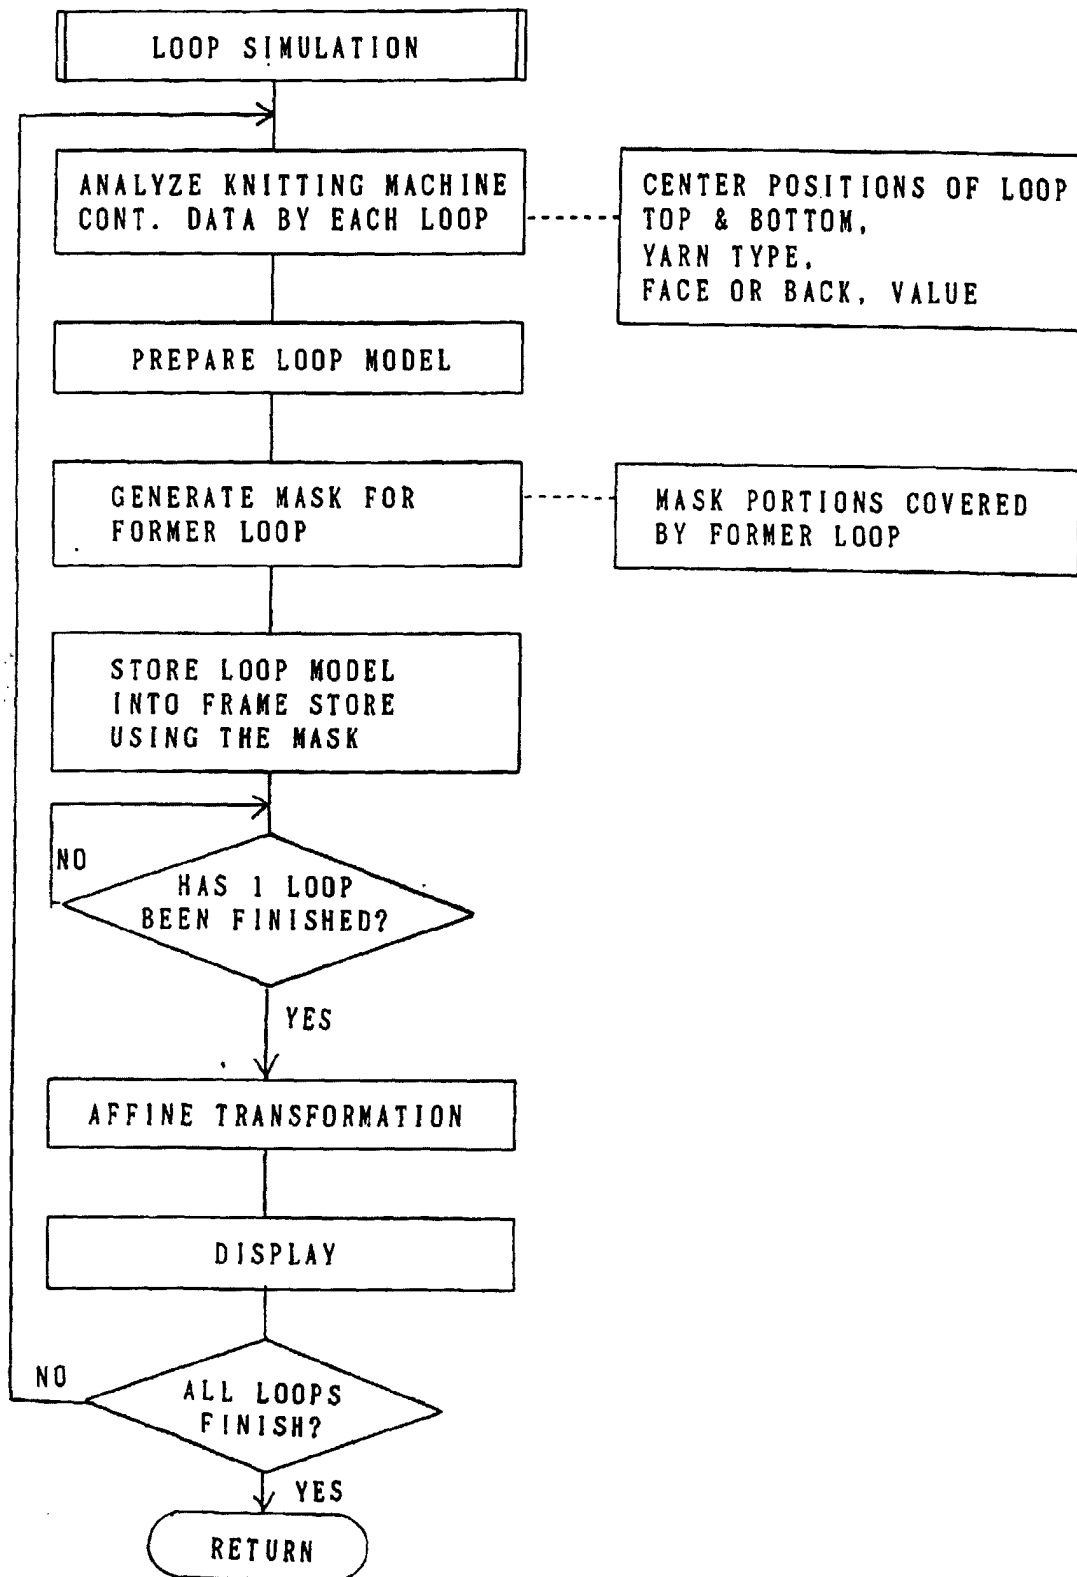 LOOP SIMULATION
ANALYZE KNITTING MACHINE
CONT. DATA BY EACH LOOP
CENTER POSITIONS OF LOOP
TOP & BOTTOM,
YARN TYPE,
FACE OR BACK, VALUE
PREPARE LOOP MODEL
GENERATE MASK FOR
FORMER LOOP
MASK PORTIONS COVERED
BY FORMER LOOP
STORE LOOP MODEL
INTO FRAME STORE
USING THE MASK
NO
HAS 1 LOOP
BEEN FINISHED?
YES
AFFINE TRANSFORMATION
DISPLAY
NO
ALL LOOPS
FINISH?
YES
RETURN